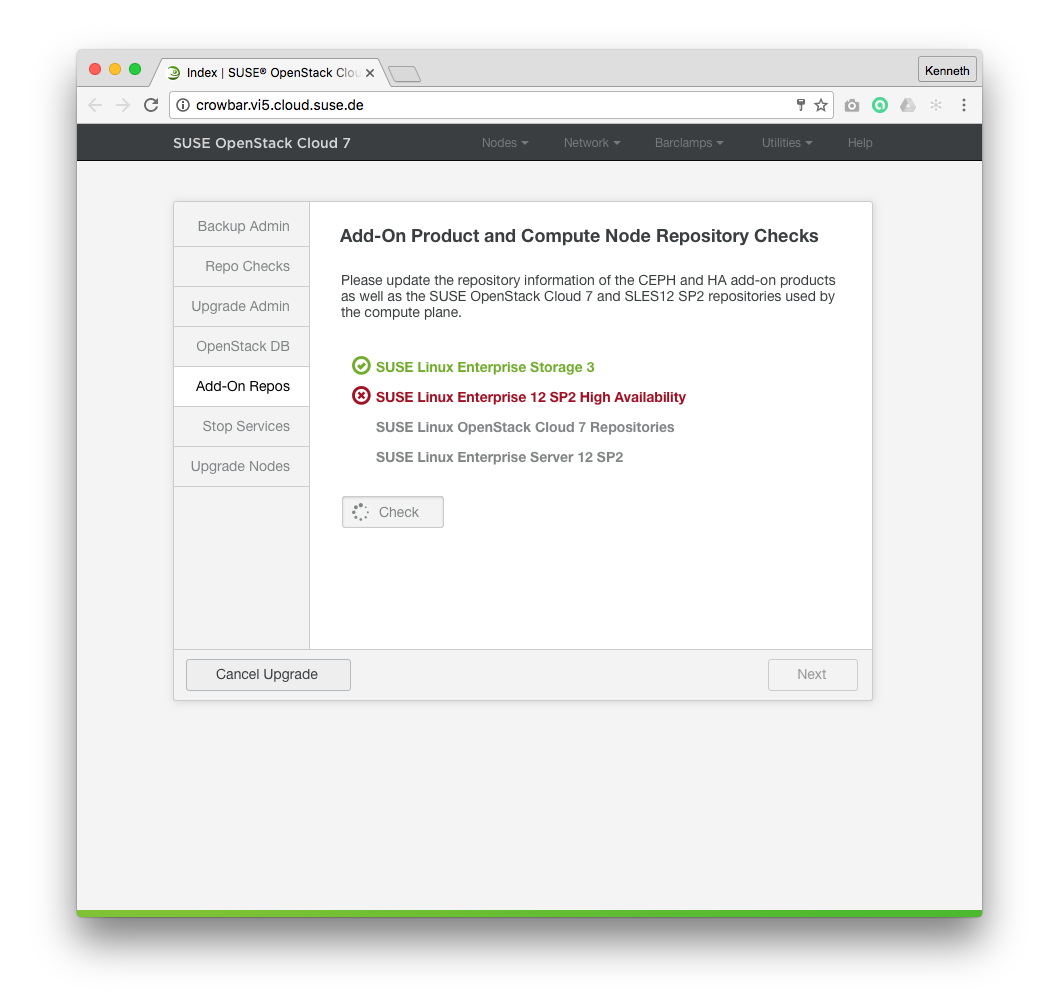 Index | SUSE® OpenStack Clou
Kenneth
crowbar.vi5.cloud.suse.de
SUSE OpenStack Cloud 7
Nodes
Network
Barclamps
Utilities
Help
Backup Admin
Repo Checks
Upgrade Admin
OpenStack DB
Add-On Repos
Stop Services
Upgrade Nodes
Add-On Product and Compute Node Repository Checks
Please update the repository information of the CEPH and HA add-on products
as well as the SUSE OpenStack Cloud 7 and SLES12 SP2 repositories used by
the compute plane.
SUSE Linux Enterprise Storage 3
SUSE Linux Enterprise 12 SP2 High Availability
SUSE Linux OpenStack Cloud 7 Repositories
SUSE Linux Enterprise Server 12 SP2
Check
Cancel Upgrade
Next